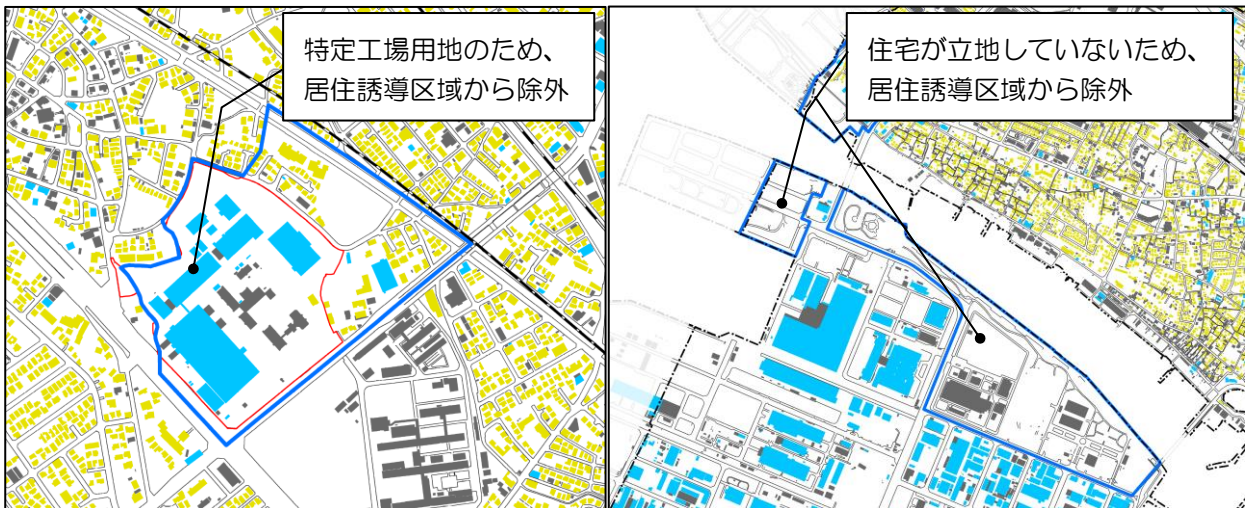 特定工場用地のため、
居住誘導区域から除外
住宅が立地していないため、
居住誘導区域から除外